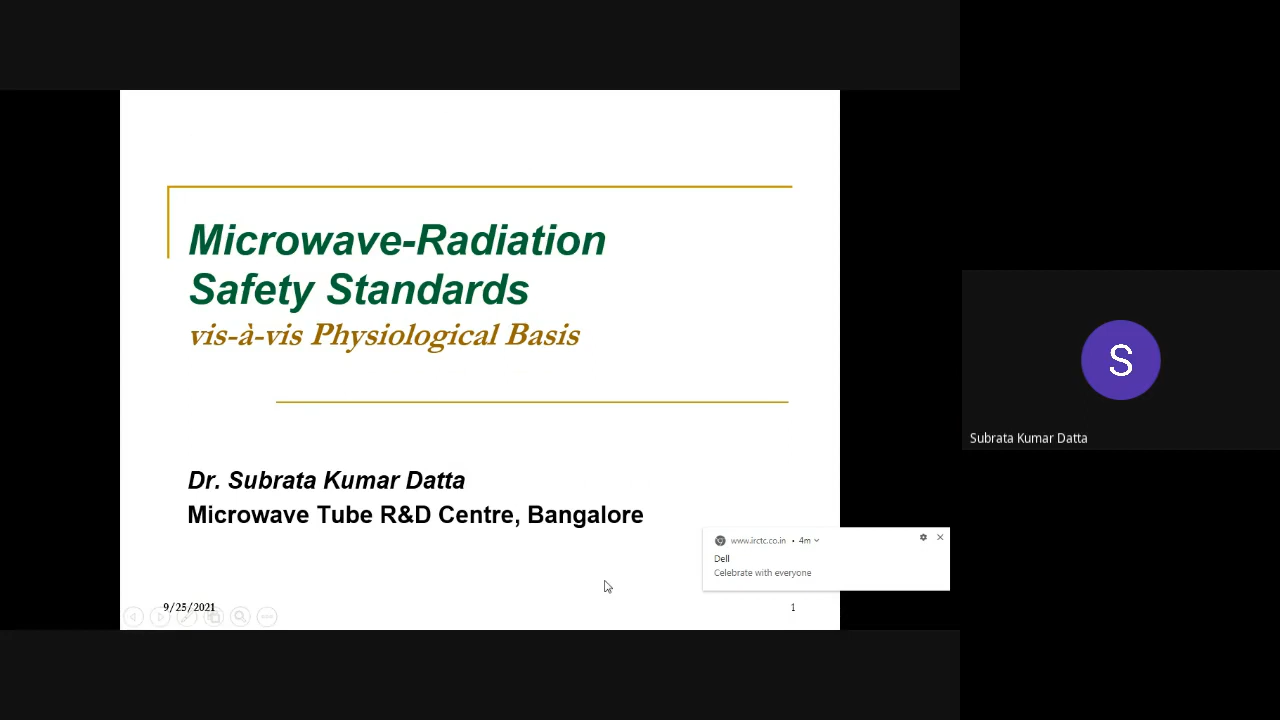 Microwave-Radiation
Safety Standards
vis-à-vis Physiological Basis
Dr. Subrata Kumar Datta
Microwave Tube R&D Centre, Bangalore
www.irctc.co.in • 4m
Dell
Celebrate with everyone
9/25/2021
1
S
Subrata Kumar Datta